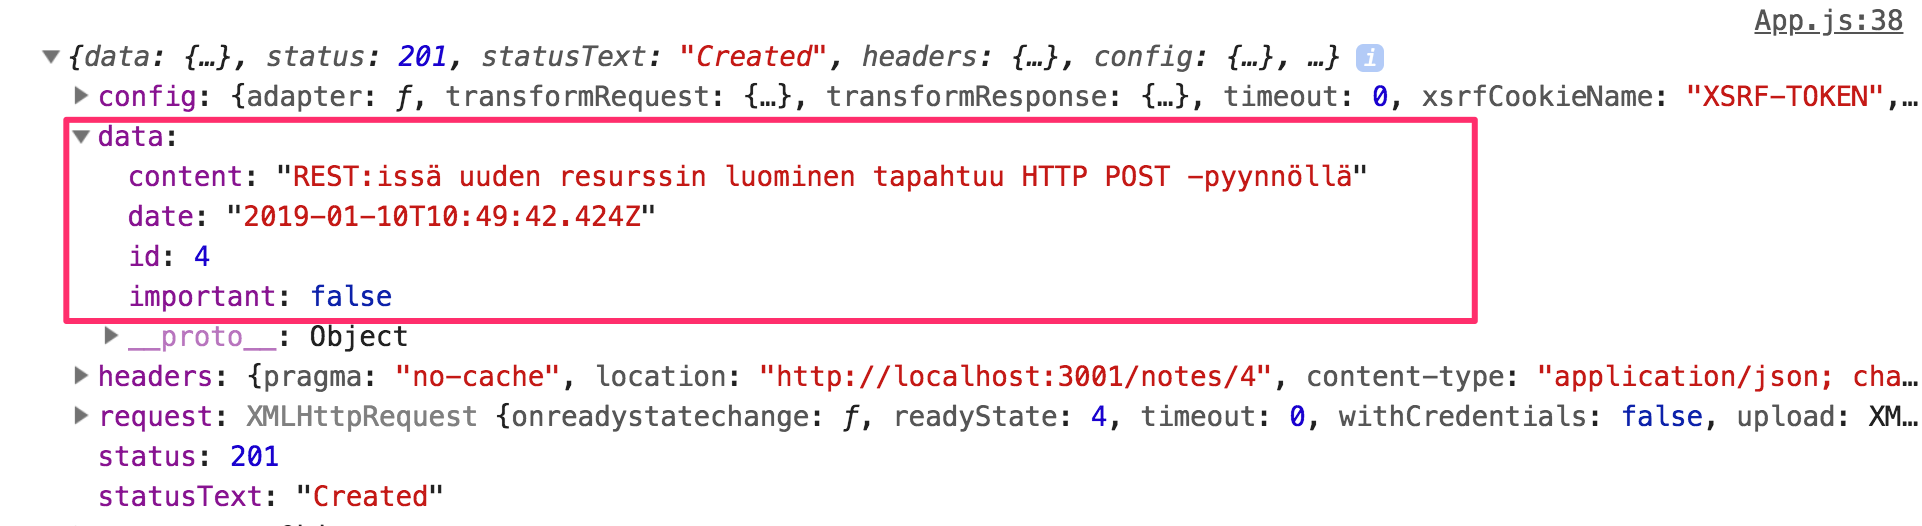 App.js:38
{data: {…}, status: 201, statusText: "Created", headers: {…}, config: {…}, …} i
config: {adapter: ƒ, transformRequest: {…}, transformResponse: {…}, timeout: 0, xsrfCookieName: "XSRF-TOKEN",…
data:
content: "REST:issä uuden resurssin luominen tapahtuu HTTP POST -pyynnöllä"
date: "2019-01-10T10:49:42.424Z"
id: 4
important: false
__proto__: Object
headers: {pragma: "no-cache", location: "http://localhost:3001/notes/4", content-type: "application/json; cha…
request: XMLHttpRequest {onreadystatechange: ƒ, readyState: 4, timeout: 0, withCredentials: false, upload: XM…
status: 201
statusText: "Created"